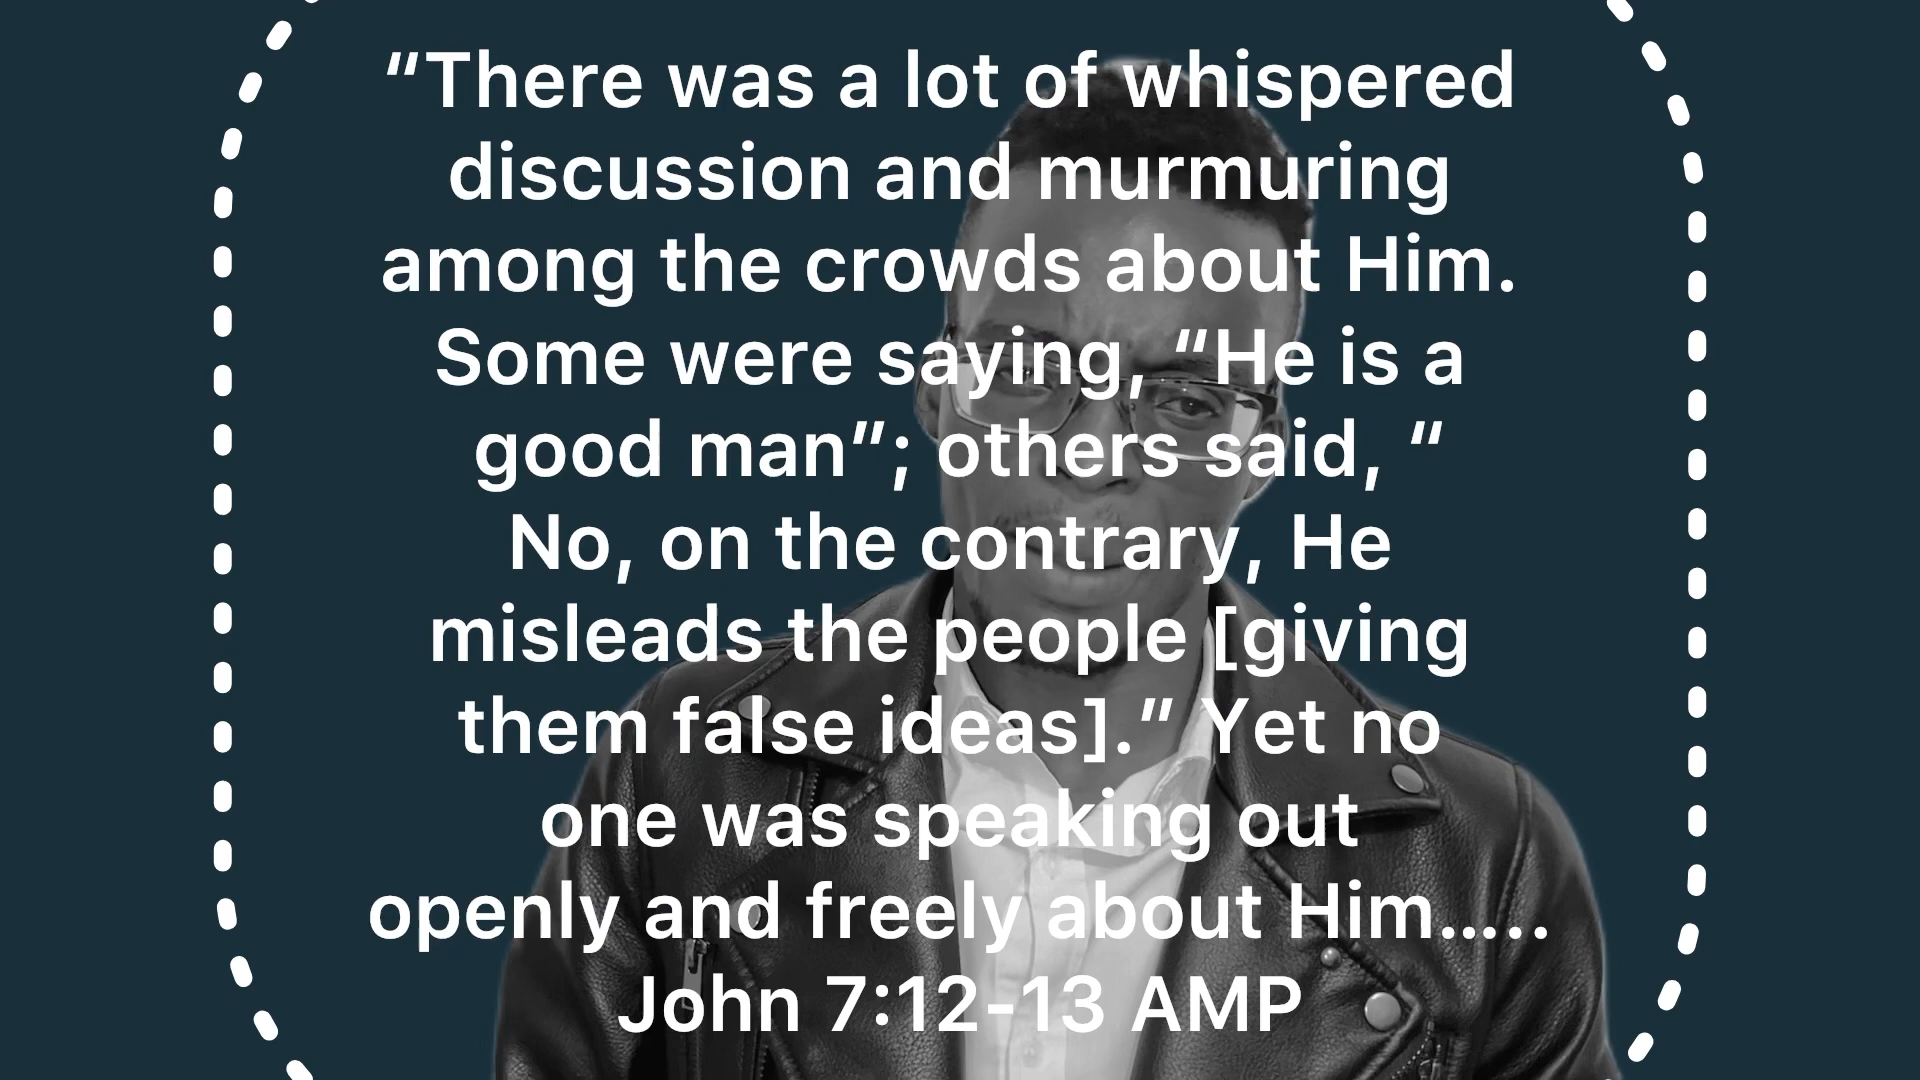 “There was a lot of whispered
discussion and murmuring
among the crowds about Him.
Some were saying, “He is a
good man”; others said, “
No, on the contrary, He
misleads the people [giving
them false ideas].” Yet no
one was speaking out
openly and freely about Him.....
John 7:12-13 AMP